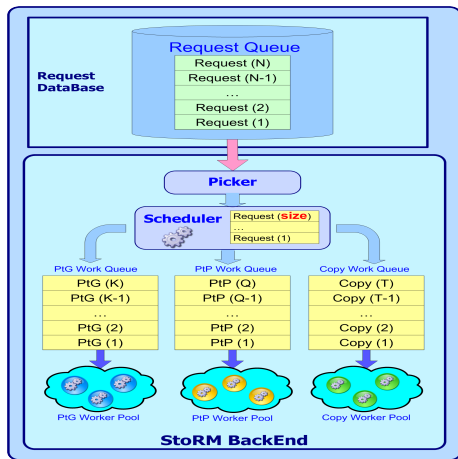 Request Queue
Request
DataBase
Request (N)
Request (N-1)
...
Request (2)
Request (1)
Picker
Scheduler
Request (size)
...
Request (1)
PtG Work Queue
PtP Work Queue
Copy Work Queue
PtG (K)
PtP (Q)
Copy (T)
PtG (K-1)
PtP (Q-1)
Copy (T-1)
...
...
...
PtG (2)
PtP (2)
Copy (2)
PtG (1)
PtP (1)
Copy (1)
PtG Worker Pool
PtP Worker Pool
Copy Worker Pool
StoRM BackEnd